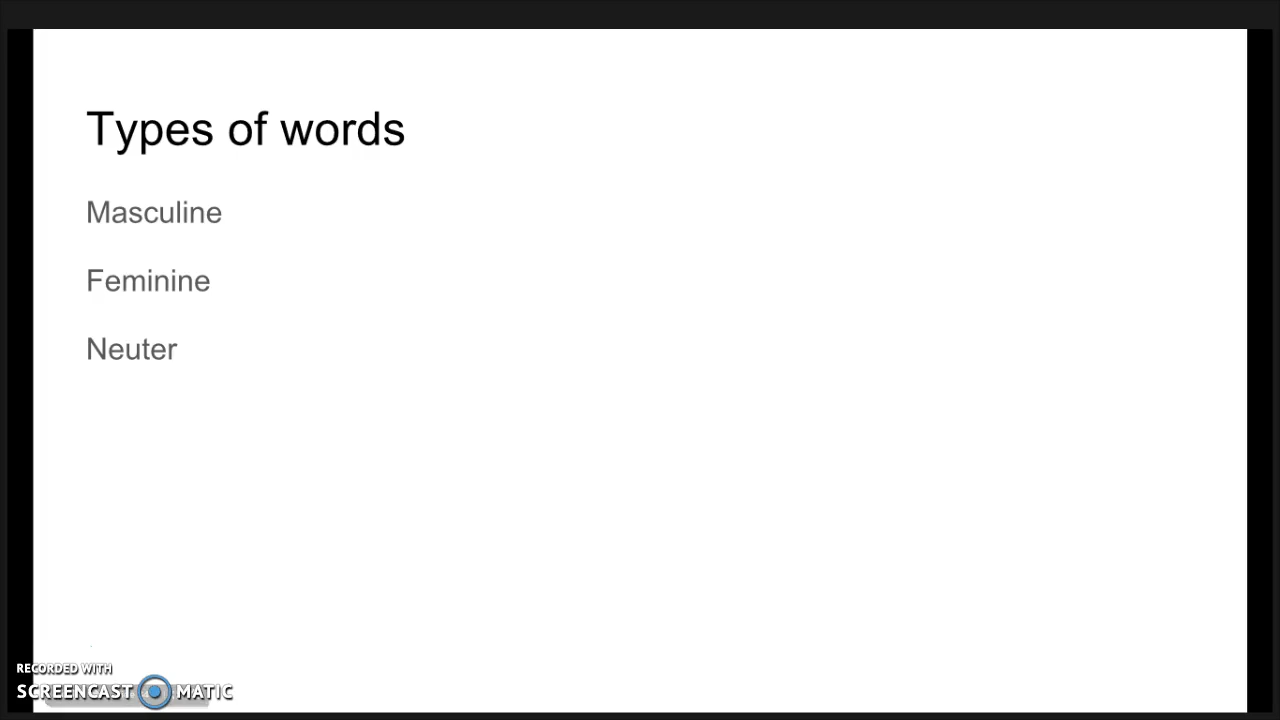 Types of words
Masculine
Feminine
Neuter
RECORDED WITH
SCREENCAST MATIC